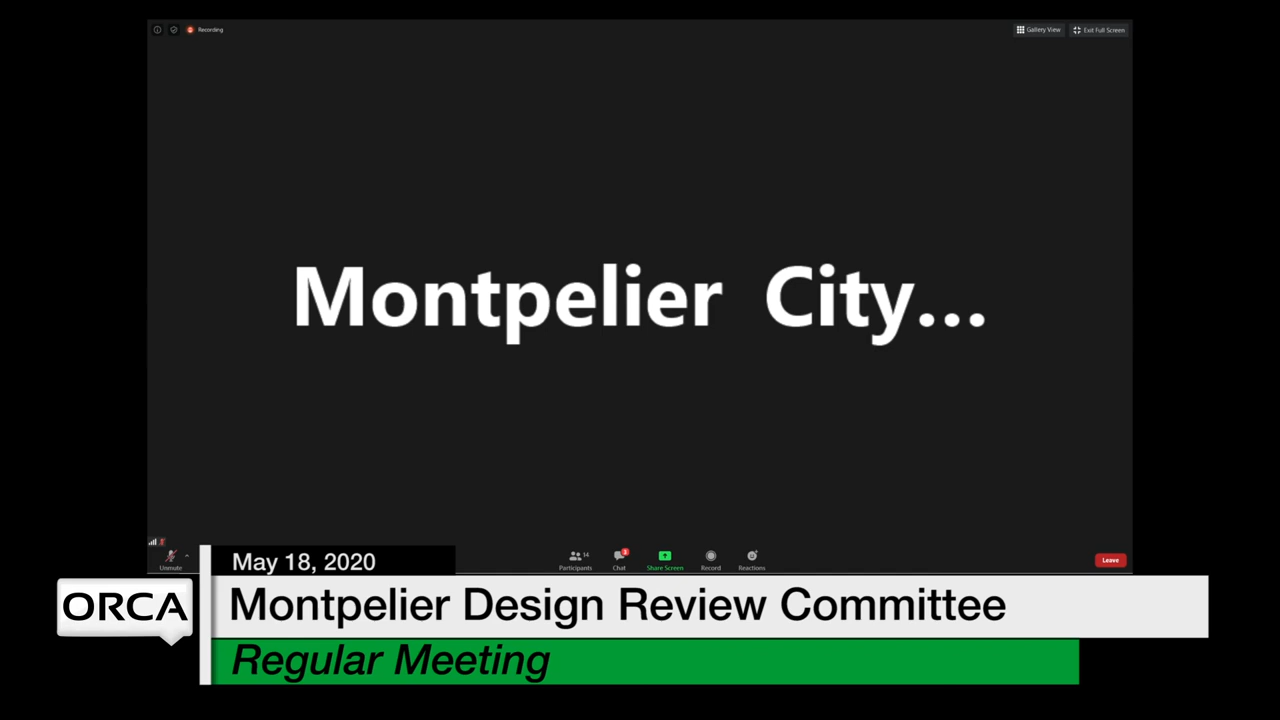 Recording
Gallery View
Exit Full Screen
Montpelier City...
Unmute
14
Participants
Chat
Share Screen
Record
Reactions
Leave
May 18, 2020
ORCA
Montpelier Design Review Committee
Regular Meeting